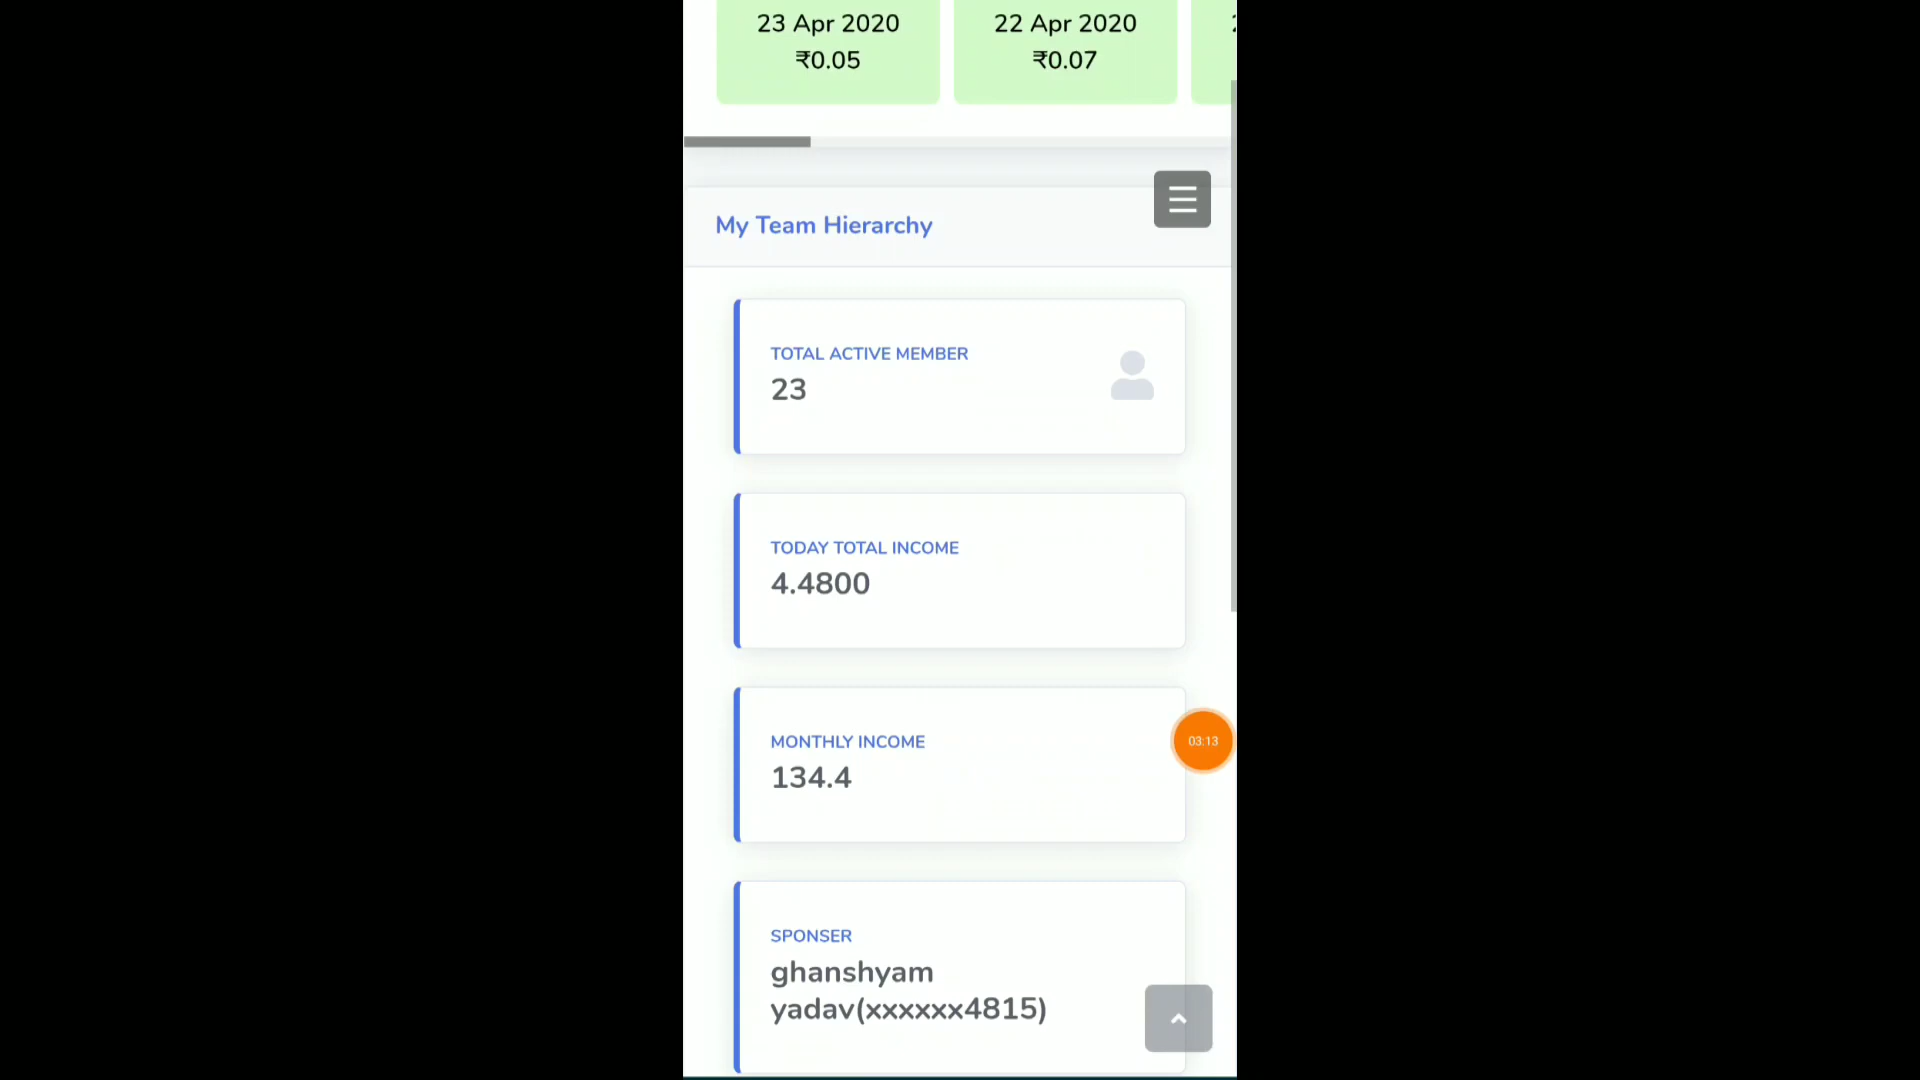 23 Apr 2020
₹0.05
22 Apr 2020
₹0.07
My Team Hierarchy
TOTAL ACTIVE MEMBER
23
TODAY TOTAL INCOME
4.4800
MONTHLY INCOME
134.4
03:13
SPONSER
ghanshyam
yadav(xxxxxx4815)